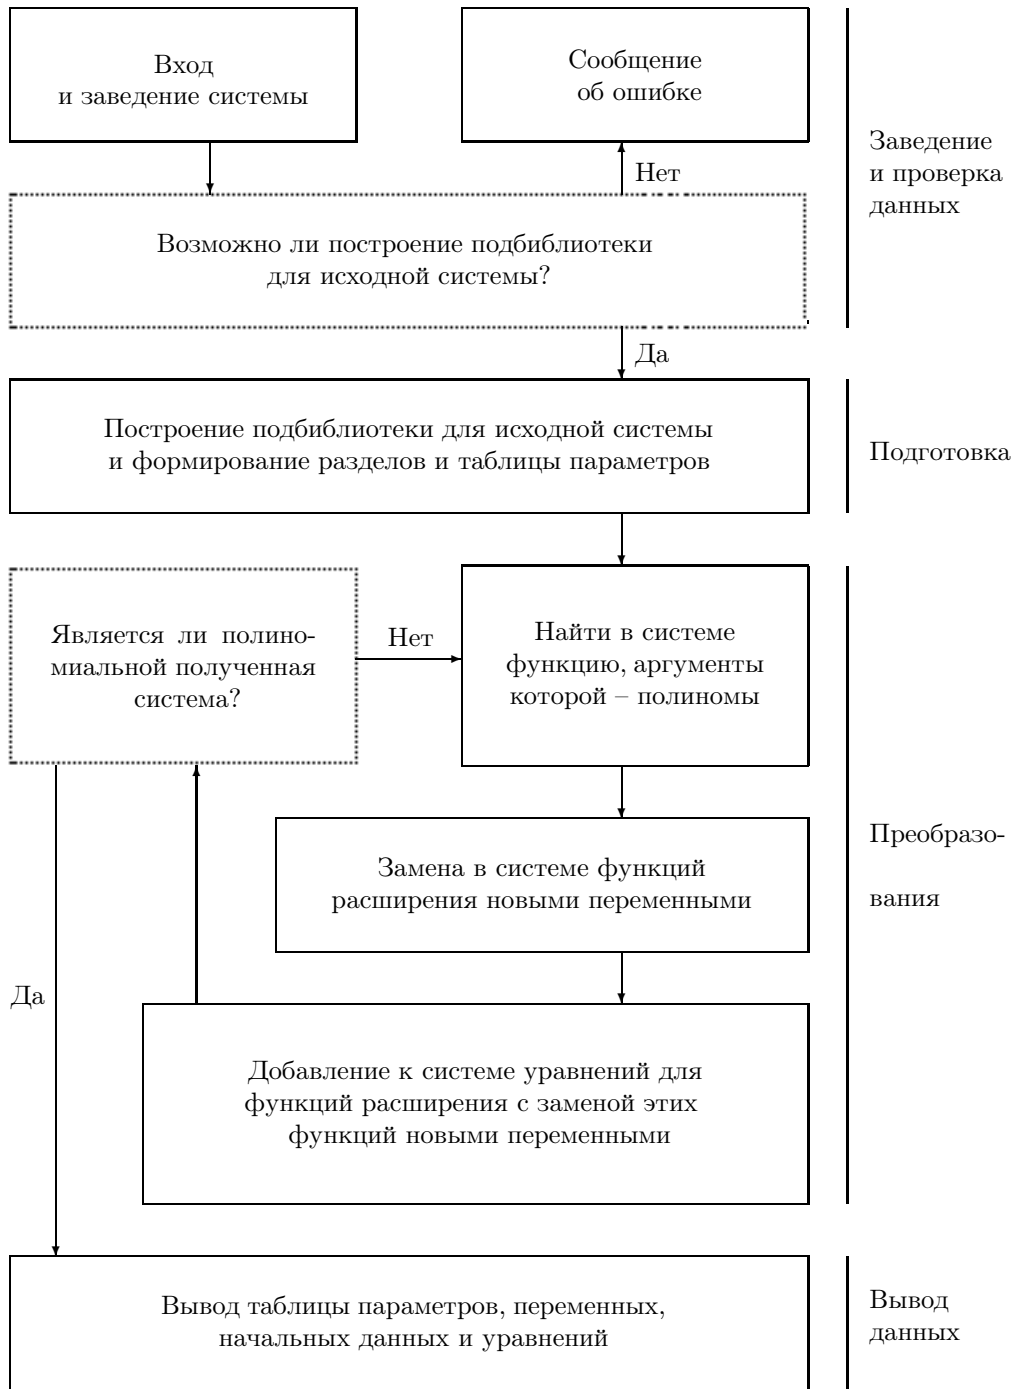 Вход
и заведение системы
Сообщение
об ошибке
Заведение
и проверка
данных
Нет
Возможно ли построение подбиблиотеки
для исходной системы?
Да
Построение подбиблиотеки для исходной системы
и формирование разделов и таблицы параметров
Подготовка
Является ли полино-
миальной полученная
система?
Нет
Найти в системе
функцию, аргументы
которой – полиномы
Замена в системе функций
расширения новыми переменными
Преобразо-
вания
Да
Добавление к системе уравнений для
функций расширения с заменой этих
функций новыми переменными
Вывод таблицы параметров, переменных,
начальных данных и уравнений
Вывод
данных